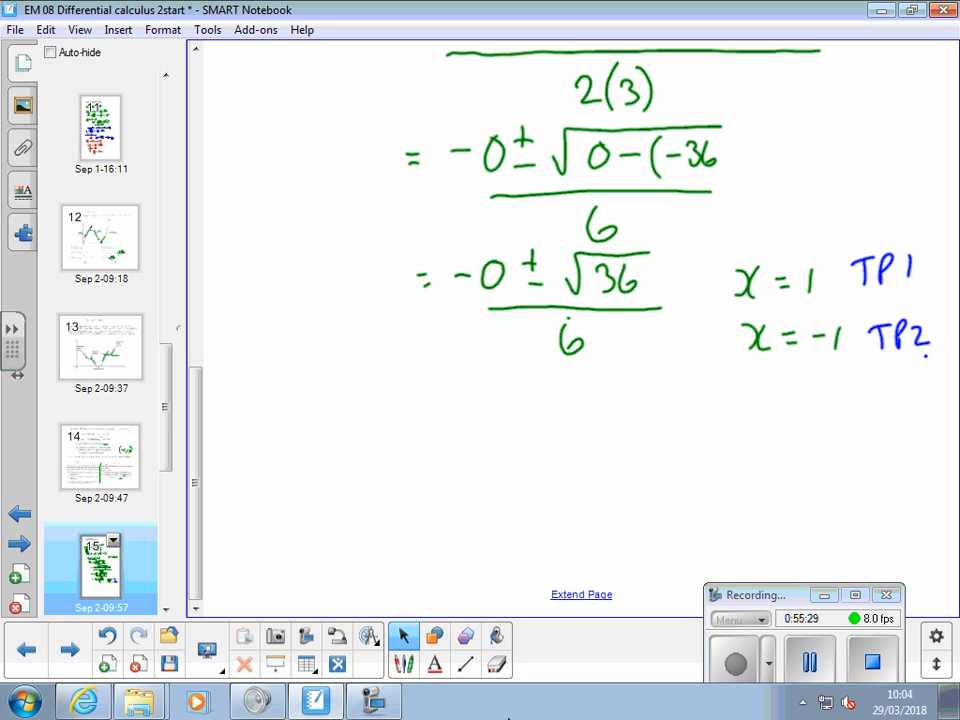 EM 08 Differential calculus 2start * - SMART Notebook
File Edit View Insert Format Tools Add-ons Help
Auto-hide
11
Sep 1-16:11
12
Sep 2-09:18
13
Sep 2-09:37
14
Sep 2-09:47
15
Sep 2-09:57
2(3)
= -0 ± √0-(-36
6
= -0 ± √36
6
x = 1 TP1
x = -1 TP2
Extend Page
Recording...
Menu
0:55:29
8.0 fps
10:04
29/03/2018